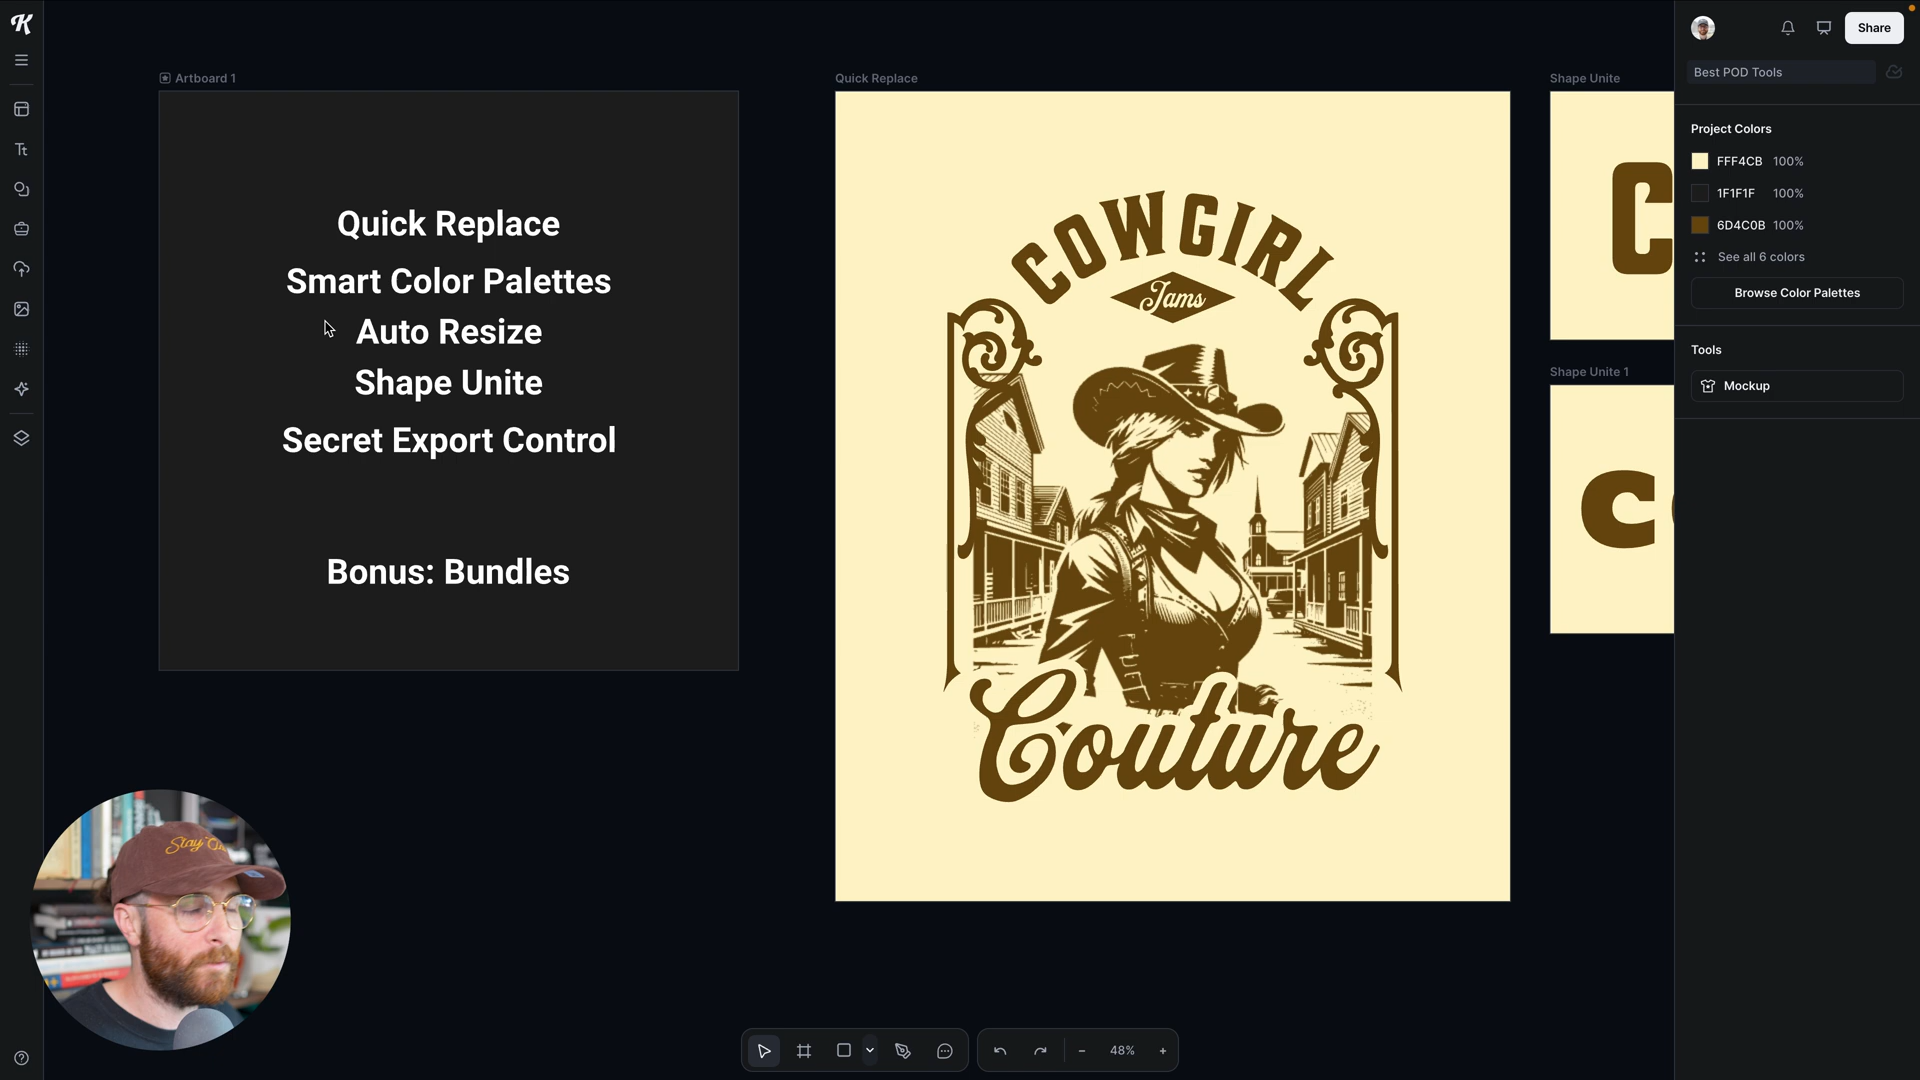 Artboard 1
Quick Replace
Smart Color Palettes
Auto Resize
Shape Unite
Secret Export Control
Bonus: Bundles
Quick Replace
COWGIRL
Jams
Couture
Shape Unite
C
Shape Unite 1
c
Share
Best POD Tools
Project Colors
FFF4CB 100%
1F1F1F 100%
6D4C0B 100%
See all 6 colors
Browse Color Palettes
Tools
Mockup
Tt
K
Stay
48%